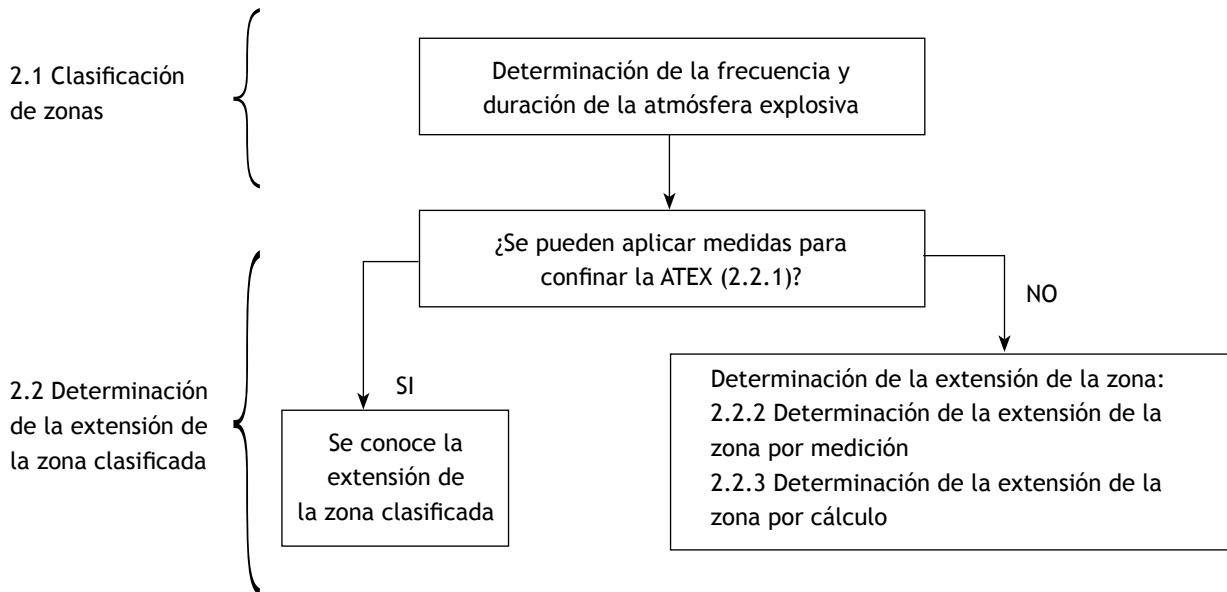 2.1 Clasificación
de zonas
Determinación de la frecuencia y
duración de la atmósfera explosiva
¿Se pueden aplicar medidas para
confinar la ATEX (2.2.1)?
NO
SI
2.2 Determinación
de la extensión de
la zona clasificada
Se conoce la
extensión de
la zona clasificada
Determinación de la extensión de la zona:
2.2.2 Determinación de la extensión de la
zona por medición
2.2.3 Determinación de la extensión de la
zona por cálculo